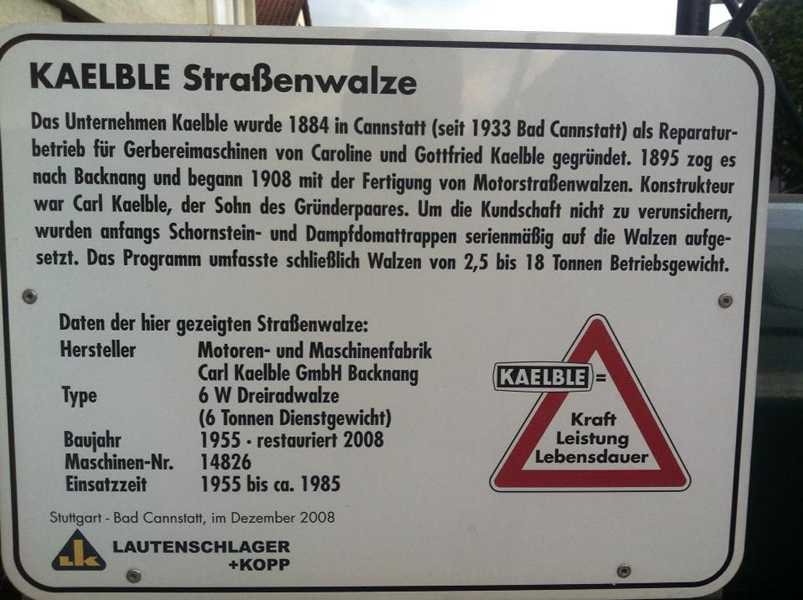 KAELBLE Straßenwalze
Das Unternehmen Kaelble wurde 1884 in Cannstatt (seit 1933 Bad Cannstatt) als Reparatur-
betrieb für Gerbereimaschinen von Caroline und Gottfried Kaelble gegründet. 1895 zog es
nach Backnang und begann 1908 mit der Fertigung von Motorstraßenwalzen. Konstrukteur
war Carl Kaelble, der Sohn des Gründerpaares. Um die Kundschaft nicht zu verunsichern,
wurden anfangs Schornstein- und Dampfdomattrappen serienmäßig auf die Walzen aufge-
setzt. Das Programm umfasste schließlich Walzen von 2,5 bis 18 Tonnen Betriebsgewicht.
Daten der hier gezeigten Straßenwalze:
Hersteller Motoren- und Maschinenfabrik
Carl Kaelble GmbH Backnang
Type 6 W Dreiradwalze
(6 Tonnen Dienstgewicht)
Baujahr 1955 · restauriert 2008
Maschinen-Nr. 14826
Einsatzzeit 1955 bis ca. 1985
KAELBLE =
Kraft
Leistung
Lebensdauer
Stuttgart - Bad Cannstatt, im Dezember 2008
LK LAUTENSCHLAGER
+KOPP